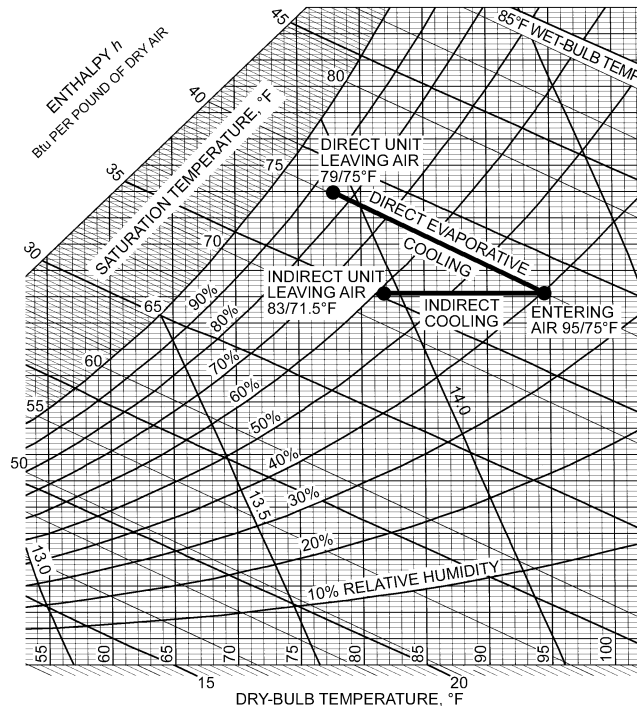 45
85°F WET-BULB TEMP
ENTHALPY h
Btu PER POUND OF DRY AIR
80
40
SATURATION TEMPERATURE, °F
DIRECT UNIT
LEAVING AIR
79/75°F
75
35
DIRECT EVAPORATIVE
COOLING
70
30
INDIRECT UNIT
LEAVING AIR
83/71.5°F
INDIRECT
COOLING
ENTERING
AIR 95/75°F
65
90%
80%
70%
60
60%
14.0
55
50%
50
40%
13.5
30%
20%
13.0
10% RELATIVE HUMIDITY
55
60
65
70
75
80
85
90
95
100
15
20
DRY-BULB TEMPERATURE, °F